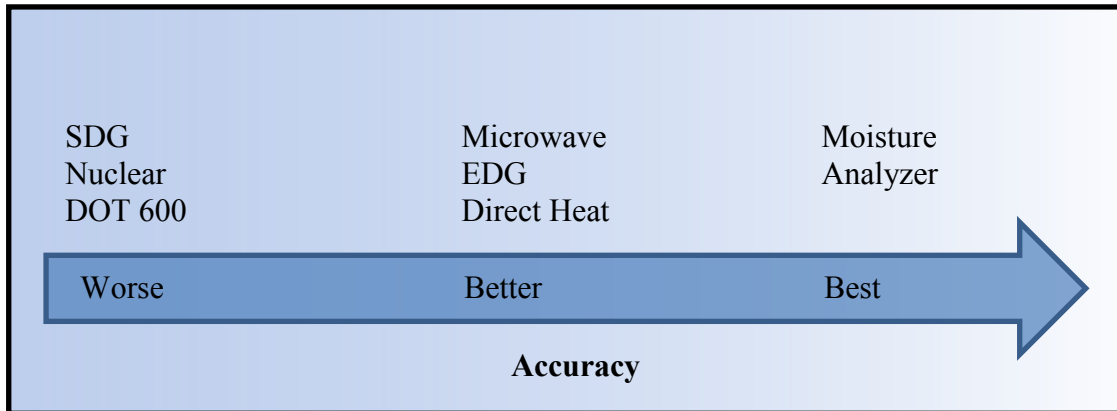 SDG
Nuclear
DOT 600
Microwave
EDG
Direct Heat
Moisture
Analyzer
Worse
Better
Best
Accuracy